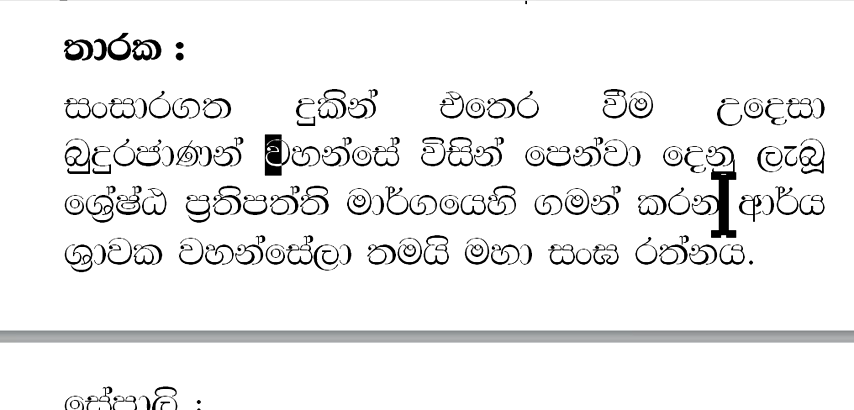 තාරක :
සංසාරගත දුකින් එතෙර වීම උදෙසා
බුදුරජාණන් වහන්සේ විසින් පෙන්වා දෙනු ලැබූ
ශ්‍රේෂ්ඨ ප්‍රතිපත්ති මාර්ගයෙහි ගමන් කරන ආර්ය
ශ්‍රාවක වහන්සේලා තමයි මහා සංඝ රත්නය.
සේපාලි :